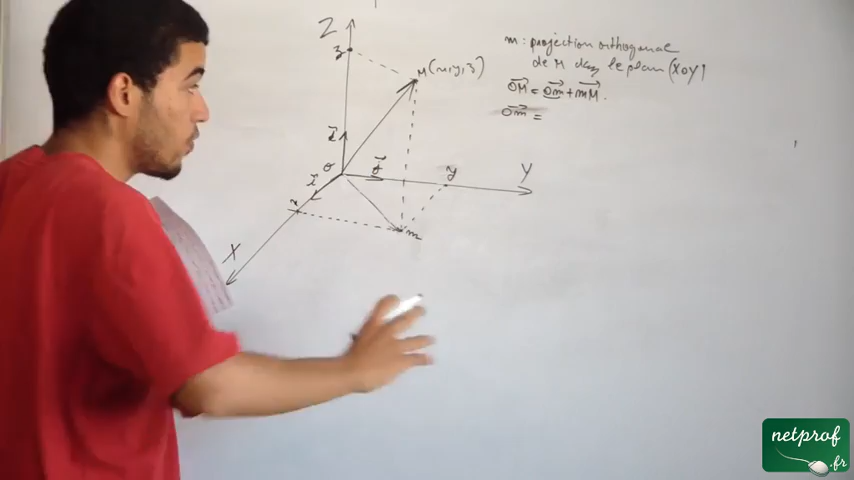 Z
z
M(x,y,z)
k
o
j
i
x
y
Y
X
m
m : projection orthogonal
de M dans le plan (XOY)
OM = Om + mM.
Om =
netprof
.fr